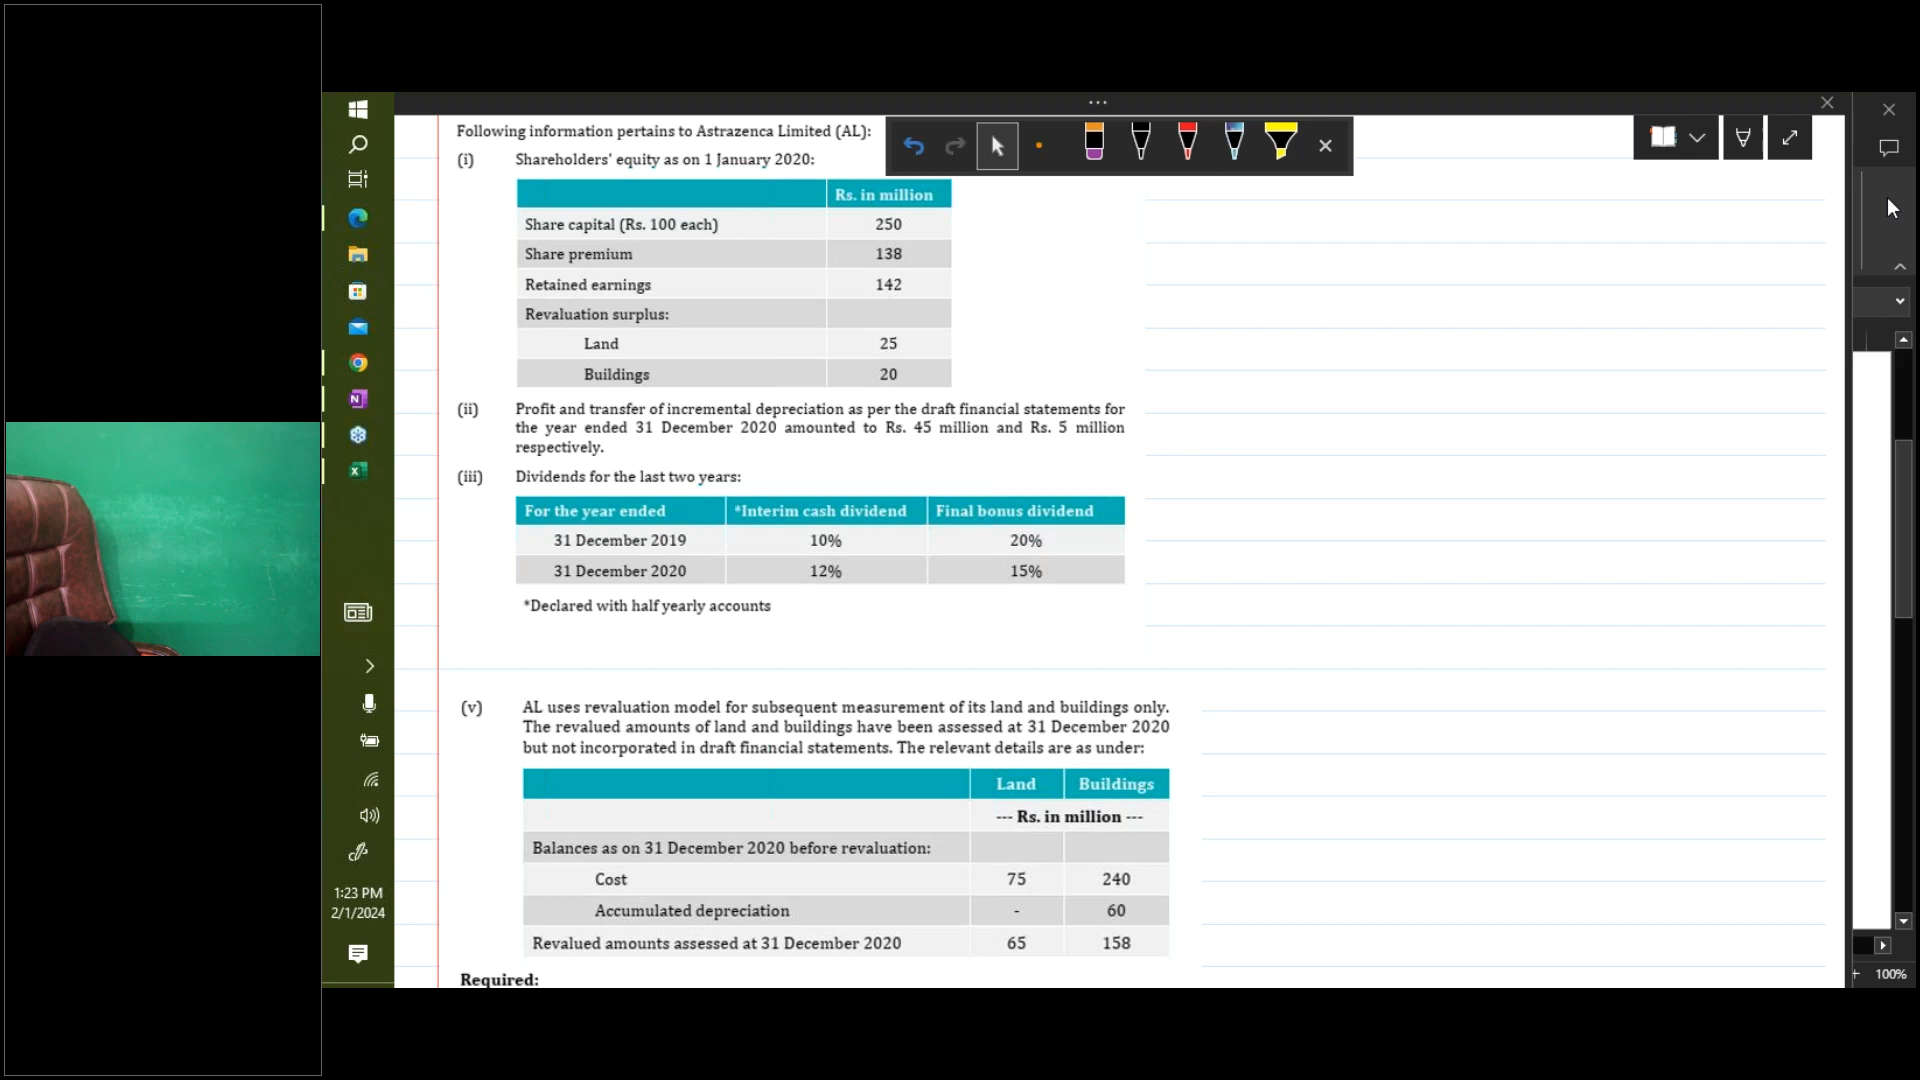 Following information pertains to Astrazenca Limited (AL):
(i) Shareholders' equity as on 1 January 2020:
Rs. in million
Share capital (Rs. 100 each) 250
Share premium 138
Retained earnings 142
Revaluation surplus:
Land 25
Buildings 20
(ii) Profit and transfer of incremental depreciation as per the draft financial statements for
the year ended 31 December 2020 amounted to Rs. 45 million and Rs. 5 million
respectively.
(iii) Dividends for the last two years:
For the year ended *Interim cash dividend Final bonus dividend
31 December 2019 10% 20%
31 December 2020 12% 15%
*Declared with half yearly accounts
(v) AL uses revaluation model for subsequent measurement of its land and buildings only.
The revalued amounts of land and buildings have been assessed at 31 December 2020
but not incorporated in draft financial statements. The relevant details are as under:
Land Buildings
--- Rs. in million ---
Balances as on 31 December 2020 before revaluation:
Cost 75 240
Accumulated depreciation - 60
Revalued amounts assessed at 31 December 2020 65 158
Required:
1:23 PM
2/1/2024
100%